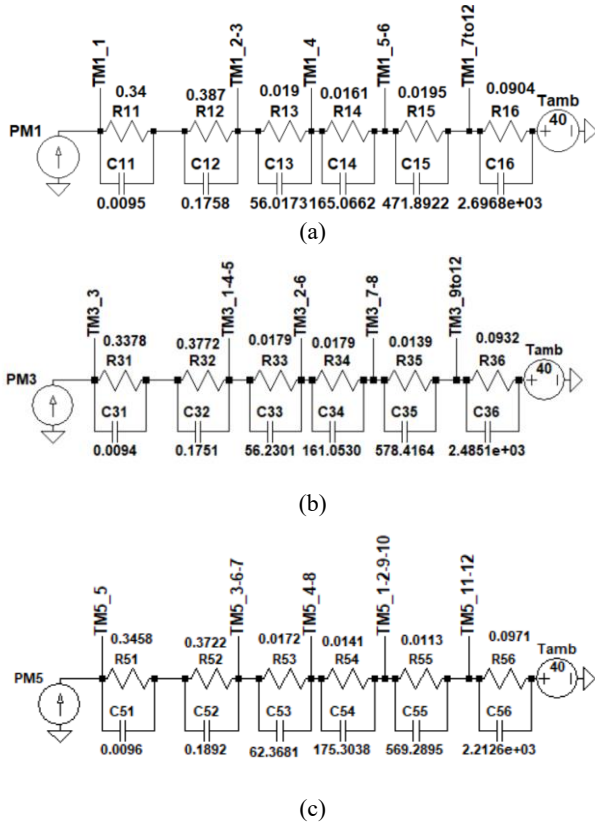 TM1_1
TM1_2-3
TM1_4
TM1_5-6
TM1_7to12
0.34
0.387
0.019
0.0161
0.0195
0.0904
Tamb
R11
R12
R13
R14
R15
R16
40
PM1
C11
C12
C13
C14
C15
C16
0.0095
0.1758
56.0173
165.0662
471.8922
2.6968e+03
(a)
TM3_3
TM3_1-4-5
TM3_2-6
TM3_7-8
TM3_9to12
0.3378
0.3772
0.0179
0.0179
0.0139
0.0932
Tamb
R31
R32
R33
R34
R35
R36
40
PM3
C31
C32
C33
C34
C35
C36
0.0094
0.1751
56.2301
161.0530
578.4164
2.4851e+03
(b)
TM5_5
TM5_3-6-7
TM5_4-8
TM5_1-2-9-10
TM5_11-12
0.3458
0.3722
0.0172
0.0141
0.0113
0.0971
Tamb
R51
R52
R53
R54
R55
R56
40
PM5
C51
C52
C53
C54
C55
C56
0.0096
0.1892
62.3681
175.3038
569.2895
2.2126e+03
(c)